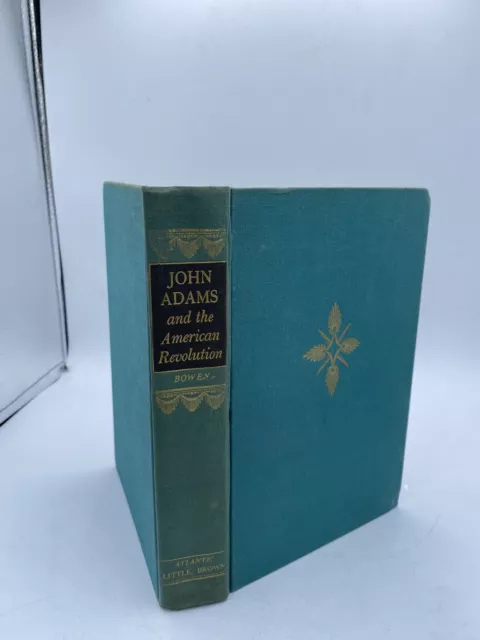 JOHN
ADAMS
and the
American
Revolution
BOWEN
ATLANTIC
LITTLE, BROWN